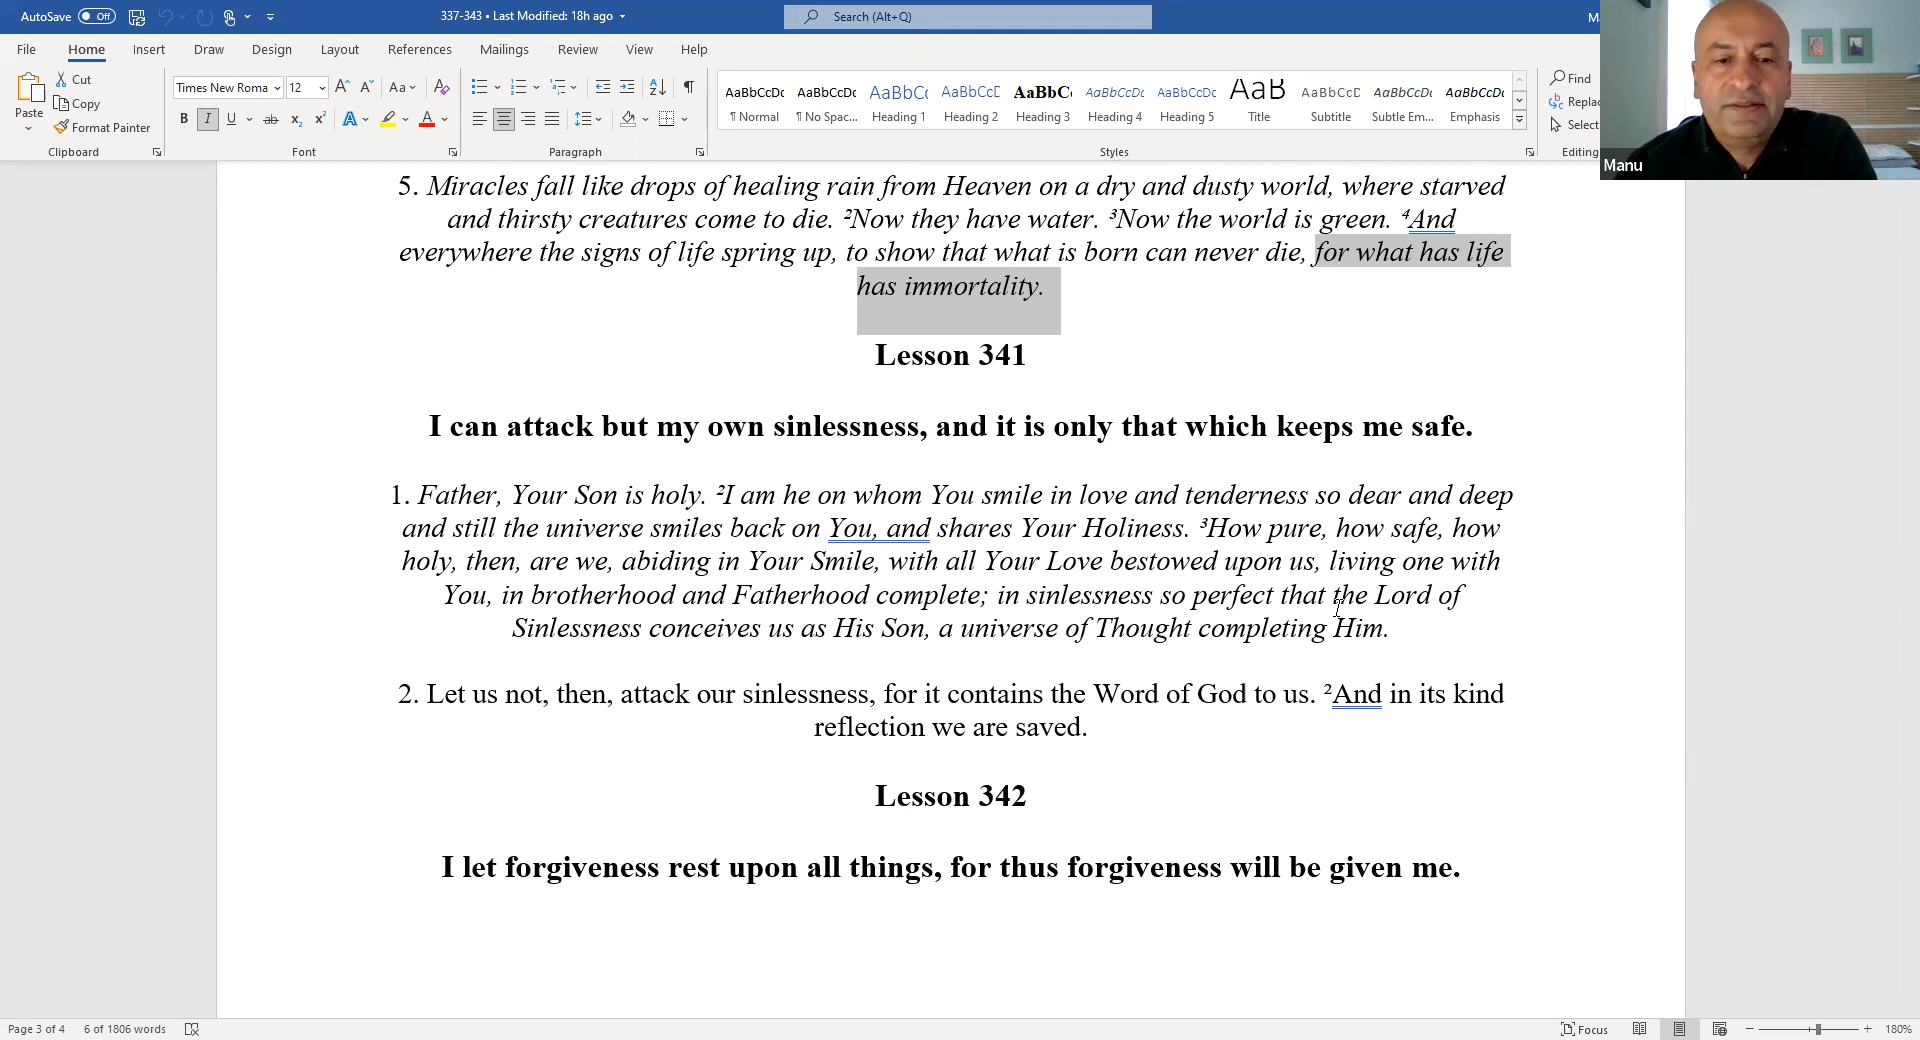 AutoSave Off 337-343 • Last Modified: 18h ago Search (Alt+Q) M
File Home Insert Draw Design Layout References Mailings Review View Help
Paste Cut Copy Format Painter Clipboard
Times New Roma 12 Aa B I U ab x₂ x² A A Font
Paragraph
AaBbCcDc AaBbCcDc AaBbC AaBbCcD AaBbC AaBbCcDc AaBbCcDc AaB AaBbCcD AaBbCcDc AaBbCcDc
¶ Normal ¶ No Spac... Heading 1 Heading 2 Heading 3 Heading 4 Heading 5 Title Subtitle Subtle Em... Emphasis
Styles
Find
Replac
Select
Editing
Manu
5. Miracles fall like drops of healing rain from Heaven on a dry and dusty world, where starved
and thirsty creatures come to die. ²Now they have water. ³Now the world is green. ⁴And
everywhere the signs of life spring up, to show that what is born can never die, for what has life
has immortality.
Lesson 341
I can attack but my own sinlessness, and it is only that which keeps me safe.
1. Father, Your Son is holy. ²I am he on whom You smile in love and tenderness so dear and deep
and still the universe smiles back on You, and shares Your Holiness. ³How pure, how safe, how
holy, then, are we, abiding in Your Smile, with all Your Love bestowed upon us, living one with
You, in brotherhood and Fatherhood complete; in sinlessness so perfect that the Lord of
Sinlessness conceives us as His Son, a universe of Thought completing Him.
2. Let us not, then, attack our sinlessness, for it contains the Word of God to us. ²And in its kind
reflection we are saved.
Lesson 342
I let forgiveness rest upon all things, for thus forgiveness will be given me.
Page 3 of 4 6 of 1806 words Focus 180%